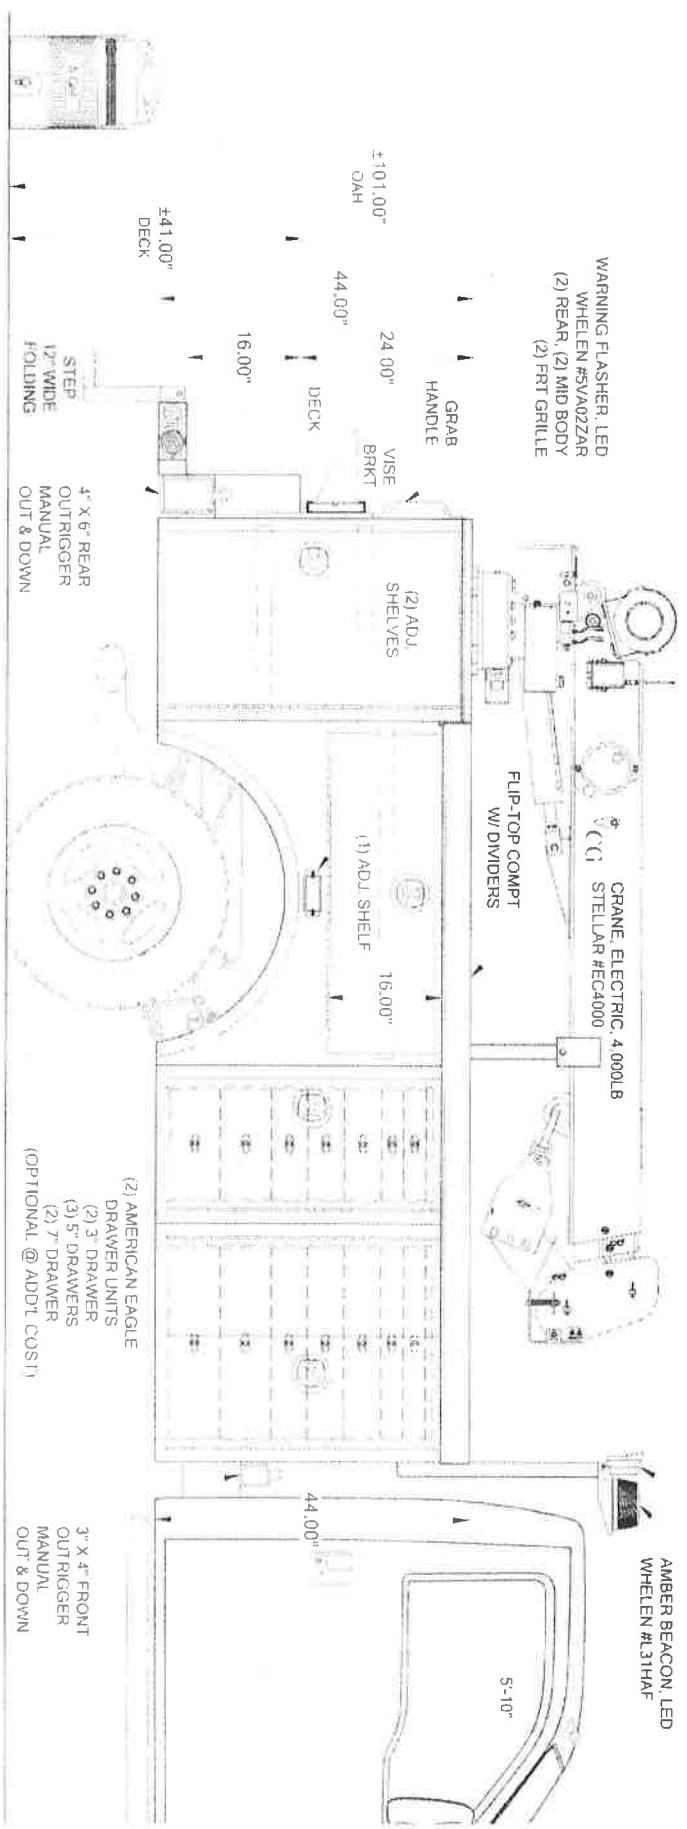 WARNING FLASHER, LED
WHELEN #5VA02ZAR
(2) REAR, (2) MID BODY
(2) FRT GRILLE
GRAB
HANDLE
VISE
BRKT
24.00"
DECK
44.00"
16.00"
±101.00"
OAH
±41.00"
DECK
STEP
12" WIDE
FOLDING
4" X 6" REAR
OUTRIGGER
MANUAL
OUT & DOWN
(2) ADJ.
SHELVES
FLIP-TOP COMPT
W/ DIVIDERS
(1) ADJ. SHELF
16.00"
CG
CRANE, ELECTRIC, 4,000LB
STELLAR #EC4000
(2) AMERICAN EAGLE
DRAWER UNITS
(2) 3" DRAWER
(3) 5" DRAWERS
(2) 7" DRAWER
(OPTIONAL @ ADD'L COST)
AMBER BEACON, LED
WHELEN #L31HAF
44.00"
5'-10"
3" X 4" FRONT
OUTRIGGER
MANUAL
OUT & DOWN